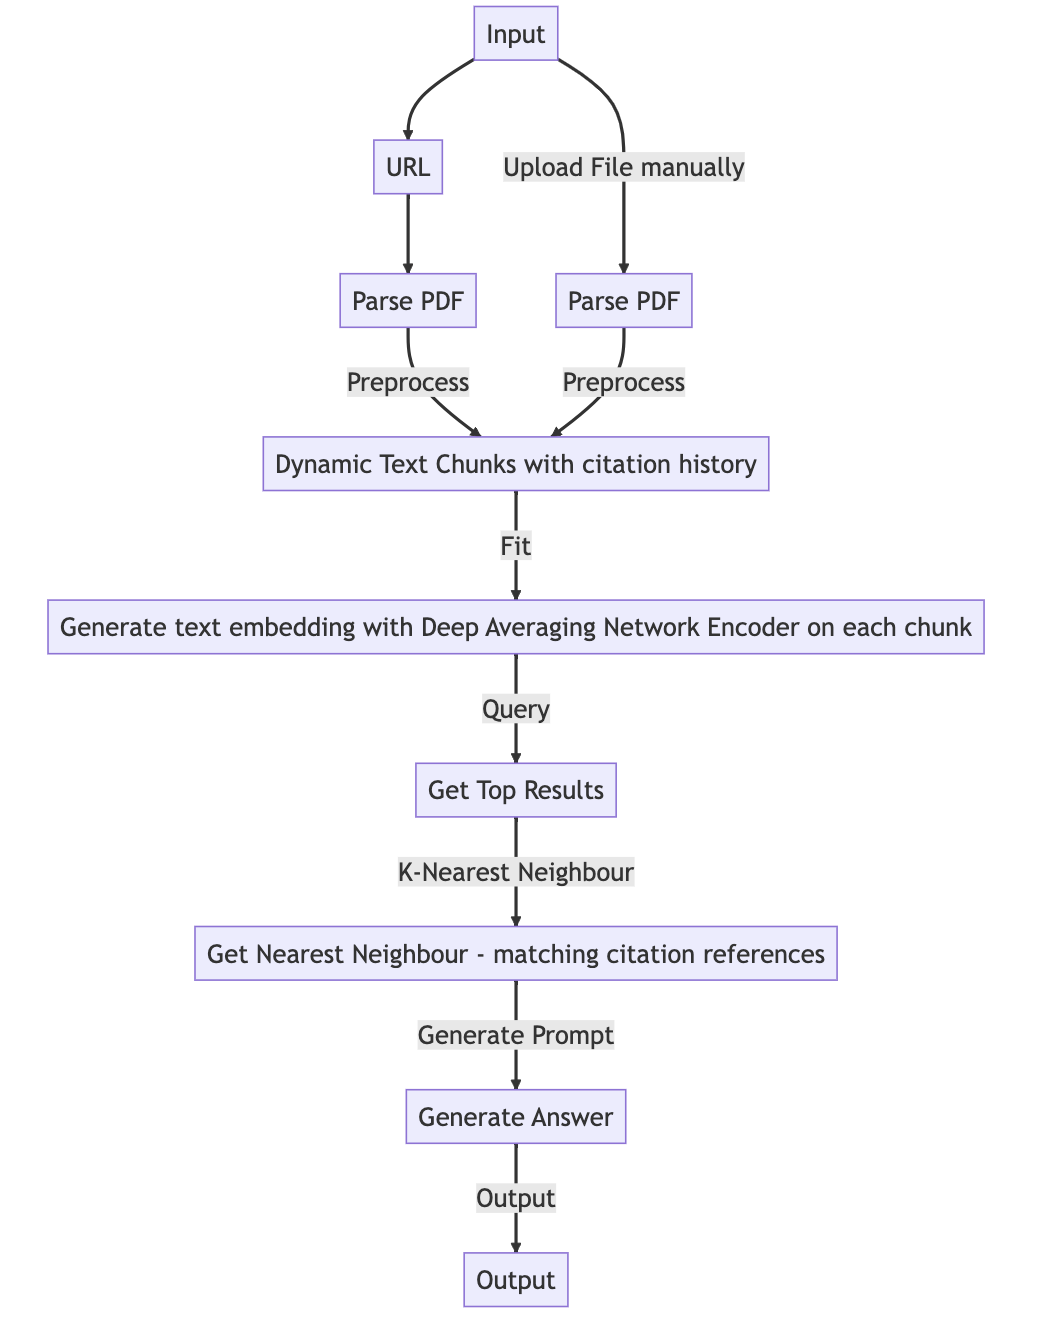 Input
URL
Upload File manually
Parse PDF
Parse PDF
Preprocess
Preprocess
Dynamic Text Chunks with citation history
Fit
Generate text embedding with Deep Averaging Network Encoder on each chunk
Query
Get Top Results
K-Nearest Neighbour
Get Nearest Neighbour - matching citation references
Generate Prompt
Generate Answer
Output
Output